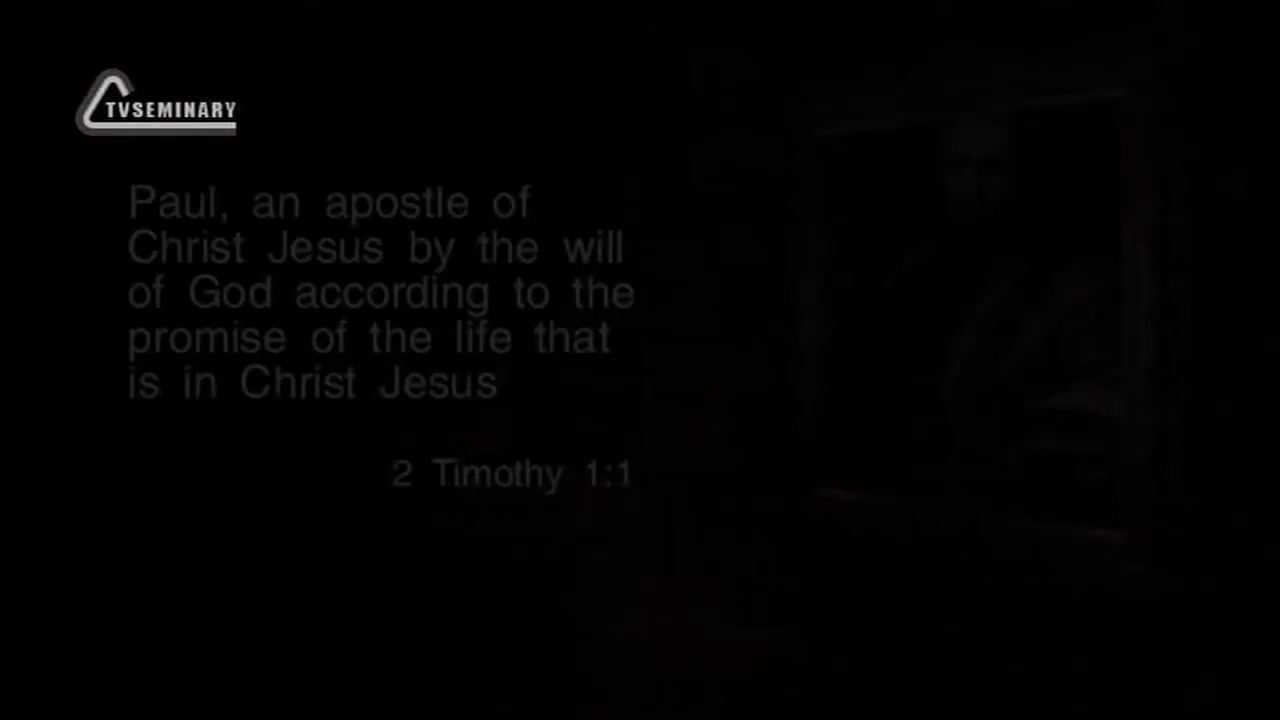 TVSEMINARY
Paul, an apostle of
Christ Jesus by the will
of God according to the
promise of the life that
is in Christ Jesus
2 Timothy 1:1